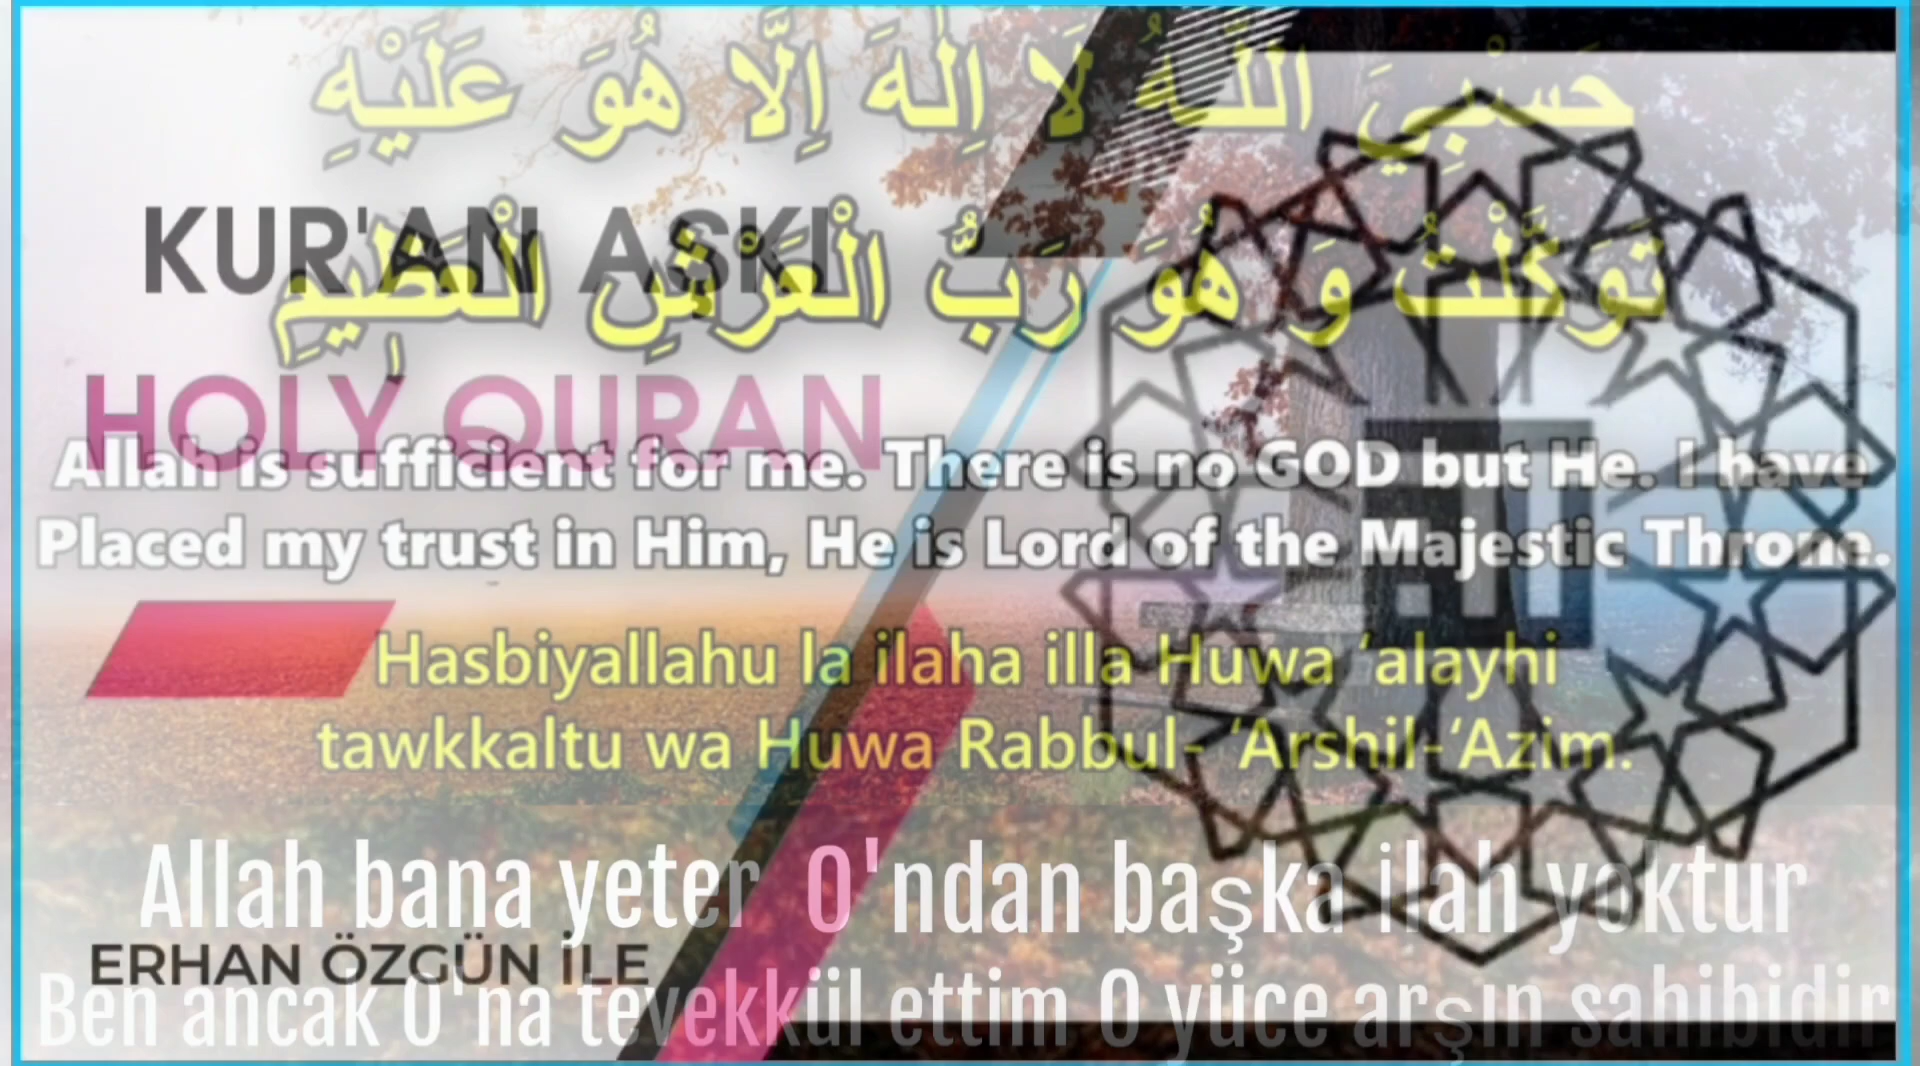 حَسْبِيَ اللّٰهُ لَا اِلٰهَ اِلَّا هُوَ عَلَيْهِ
KUR'AN AŞKI
تَوَكَّلْتُ وَ هُوَ رَبُّ الْعَرْشِ الْعَظِيمِ
HOLY QURAN
Allah is sufficient for me. There is no GOD but He. I have
Placed my trust in Him, He is Lord of the Majestic Throne.
Hasbiyallahu la ilaha illa Huwa ‘alayhi
tawkkaltu wa Huwa Rabbul- ‘Arshil-‘Azim.
Allah bana yeter O'ndan başka ilah yoktur
ERHAN ÖZGÜN İLE
Ben ancak O'na tevekkül ettim O yüce arşın sahibidir